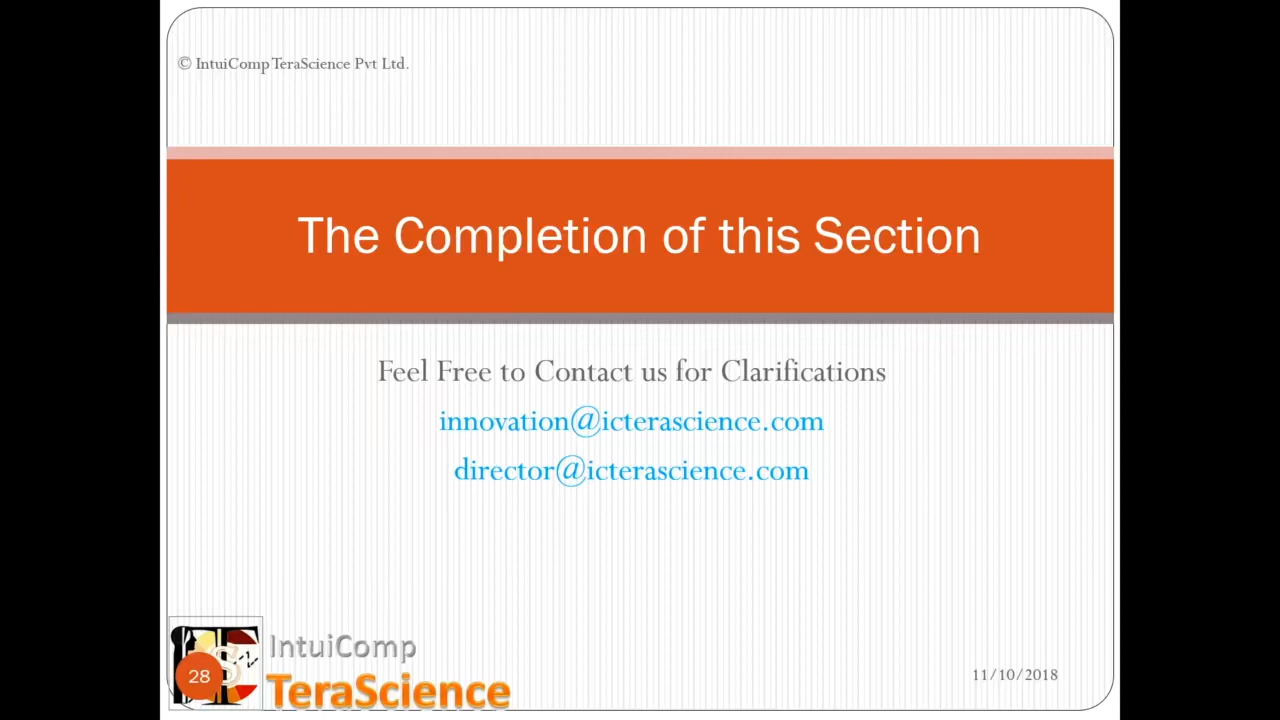 © IntuiComp TeraScience Pvt Ltd.
The Completion of this Section
Feel Free to Contact us for Clarifications
innovation@icterascience.com
director@icterascience.com
IntuiComp
28
TeraScience
11/10/2018